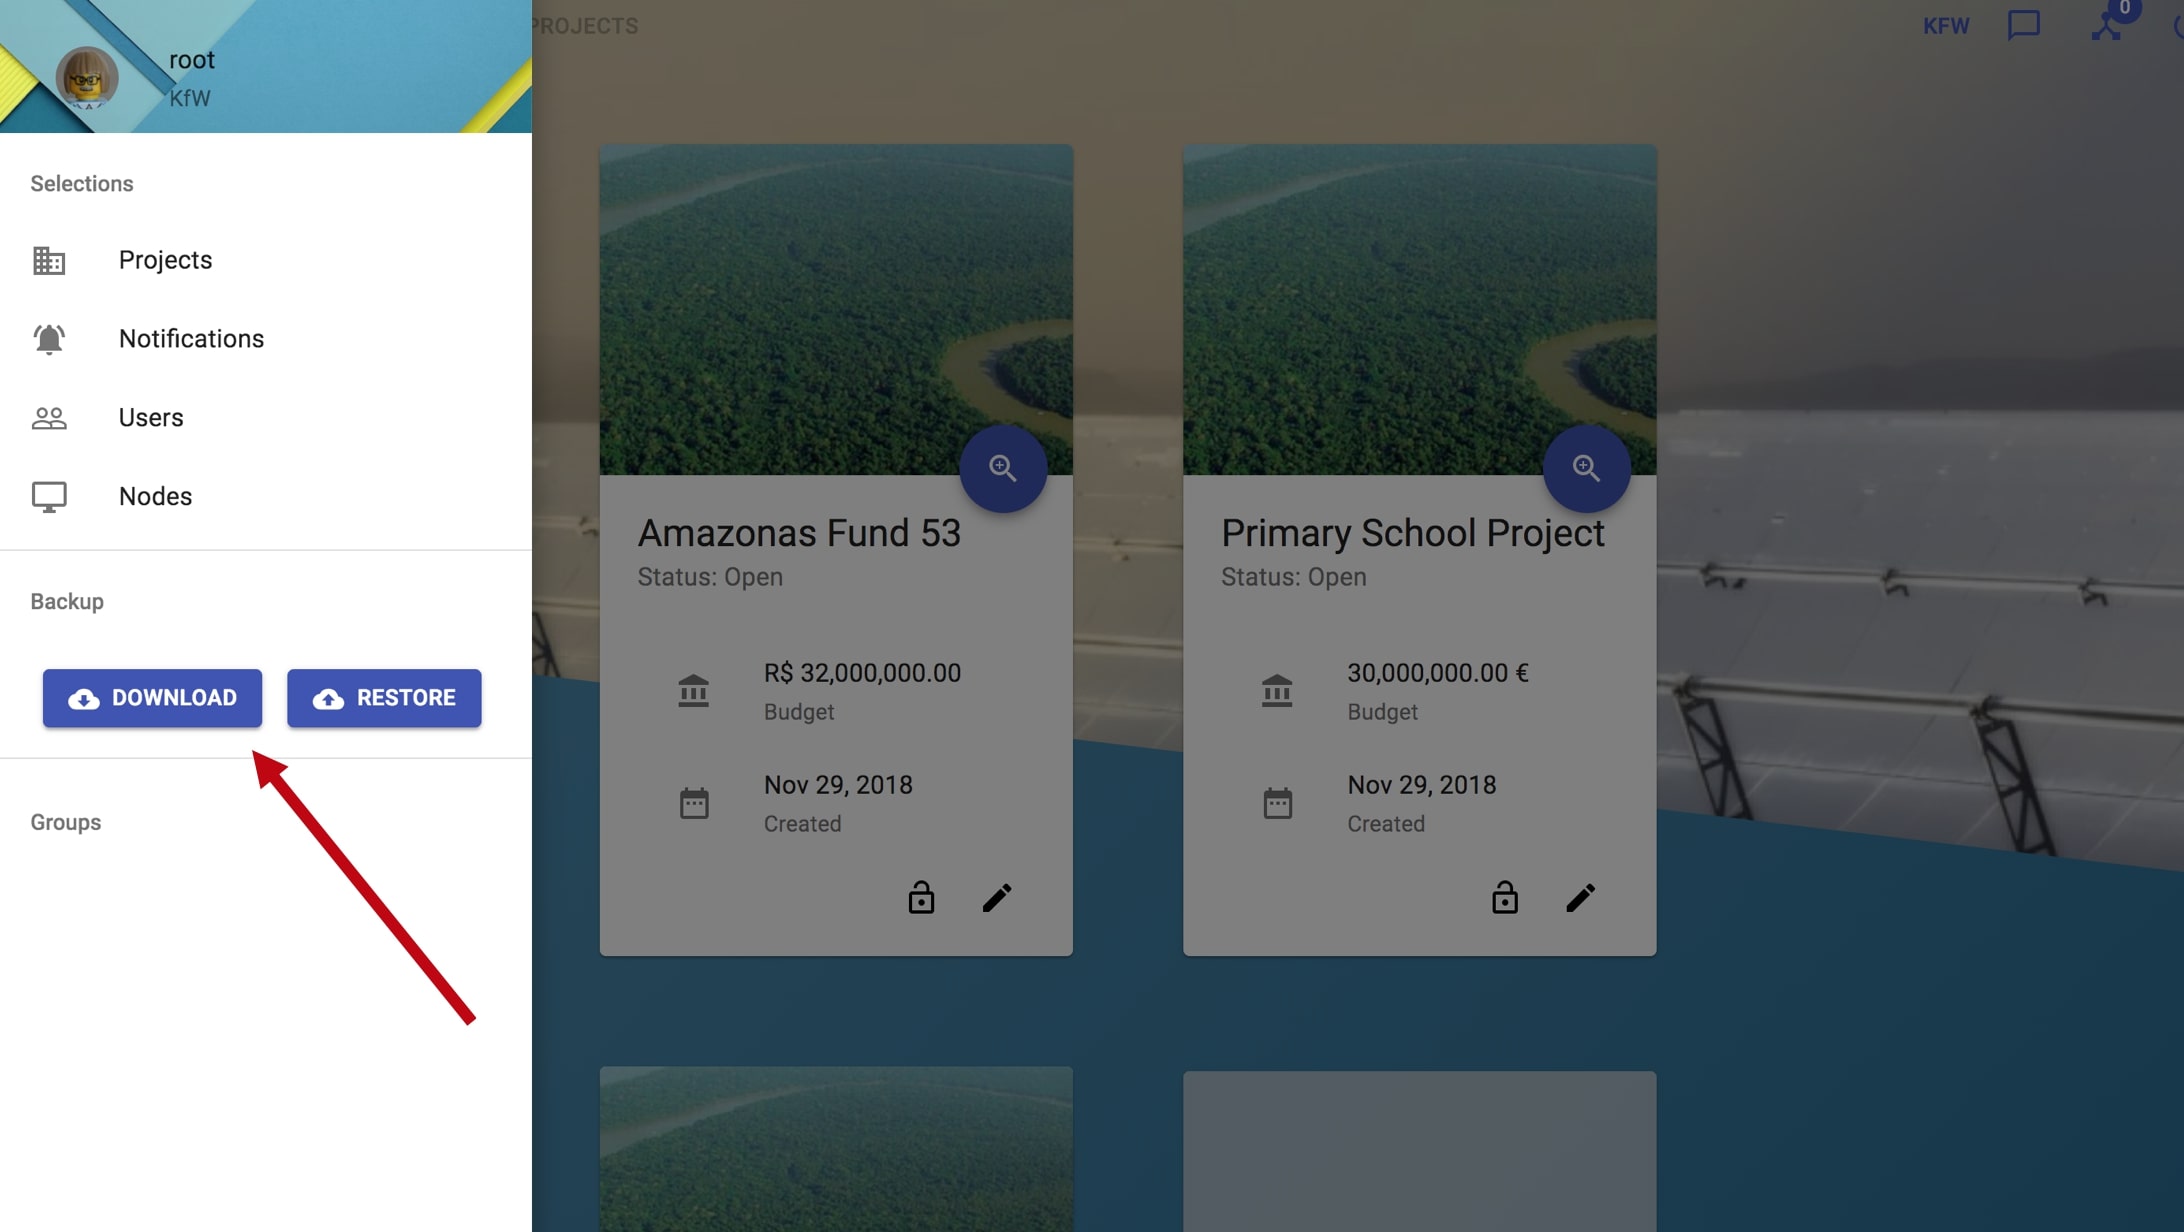 root
KfW
Selections
Projects
Notifications
Users
Nodes
Backup
DOWNLOAD
RESTORE
Groups
PROJECTS
KFW
0
Amazonas Fund 53
Status: Open
R$ 32,000,000.00
Budget
Nov 29, 2018
Created
Primary School Project
Status: Open
30,000,000.00 €
Budget
Nov 29, 2018
Created